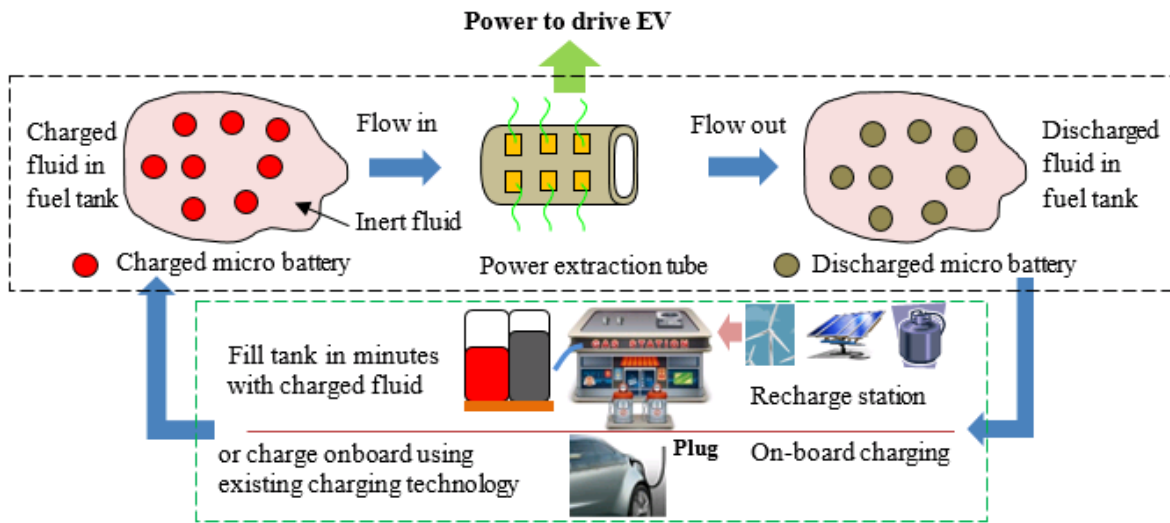 Power to drive EV
Charged
fluid in
fuel tank
Flow in
Flow out
Discharged
fluid in
fuel tank
Inert fluid
Charged micro battery
Power extraction tube
Discharged micro battery
Fill tank in minutes
with charged fluid
GAS STATION
Recharge station
or charge onboard using
existing charging technology
Plug
On-board charging